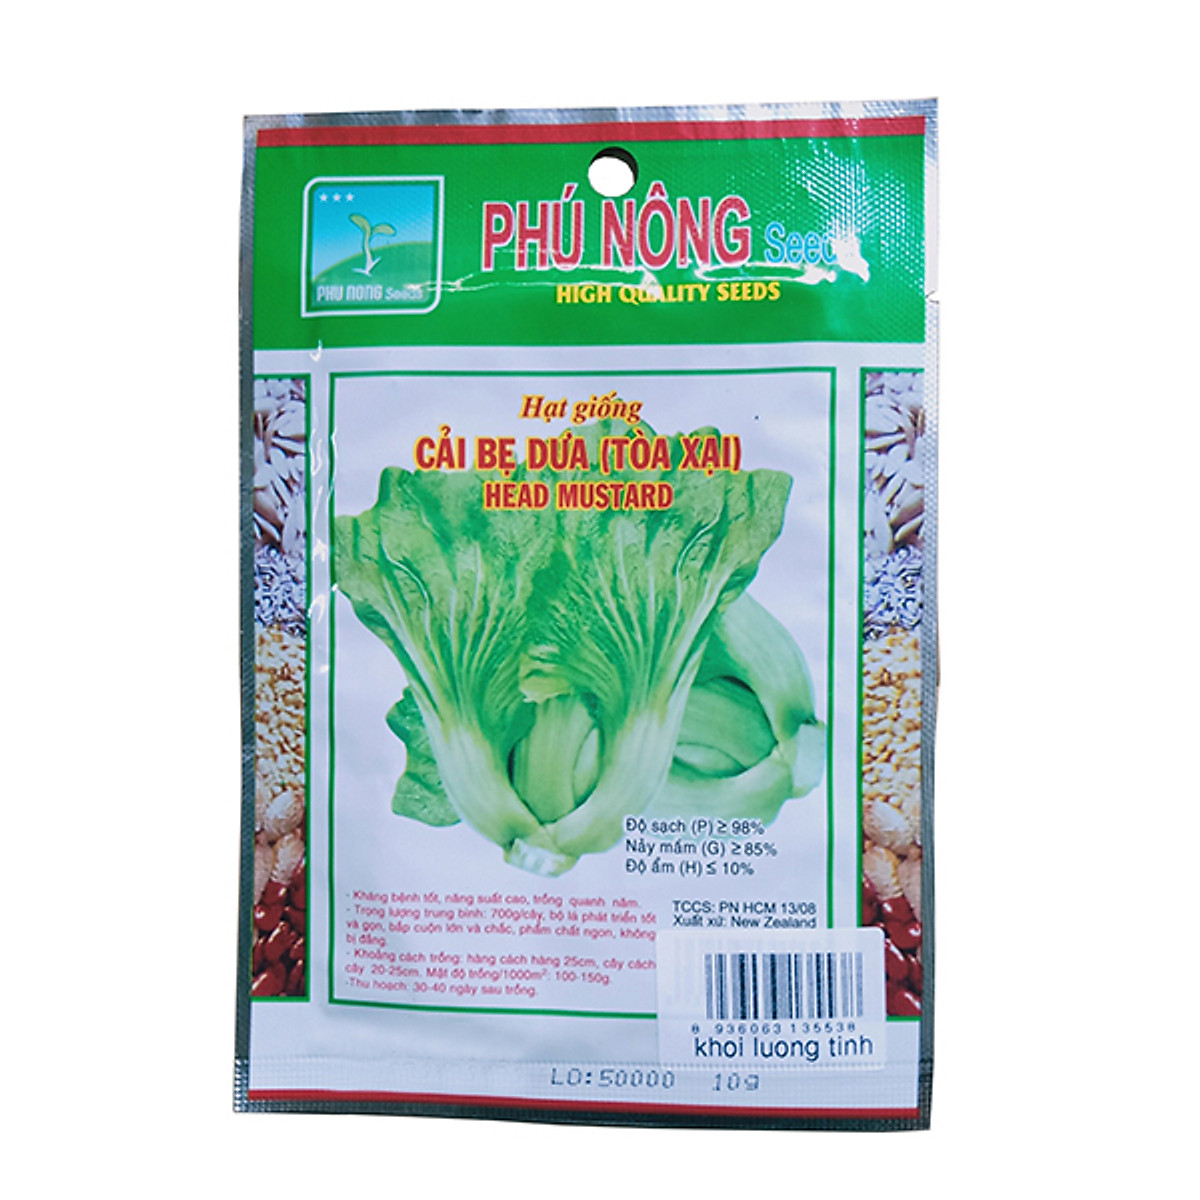 PHÚ NÔNG Seeds
HIGH QUALITY SEEDS
PHU NONG Seeds
Hạt giống
CẢI BẸ DƯA (TÒA XẠI)
HEAD MUSTARD
Độ sạch (P) ≥ 98%
Nảy mầm (G) ≥ 85%
Độ ẩm (H) ≤ 10%
- Kháng bệnh tốt, năng suất cao, trồng quanh năm.
- Trọng lượng trung bình: 700g/cây, bộ lá phát triển tốt
và gọn, bắp cuộn lớn và chắc, phẩm chất ngon, không
bị đắng.
- Khoảng cách trồng: hàng cách hàng 25cm, cây cách
cây 20-25cm. Mật độ trồng/1000m²: 100-150g.
-Thu hoạch: 30-40 ngày sau trồng.
TCCS: PN HCM 13/08
Xuất xứ: New Zealand
8 936063 135538
khoi luong tinh
LO:50000 10g